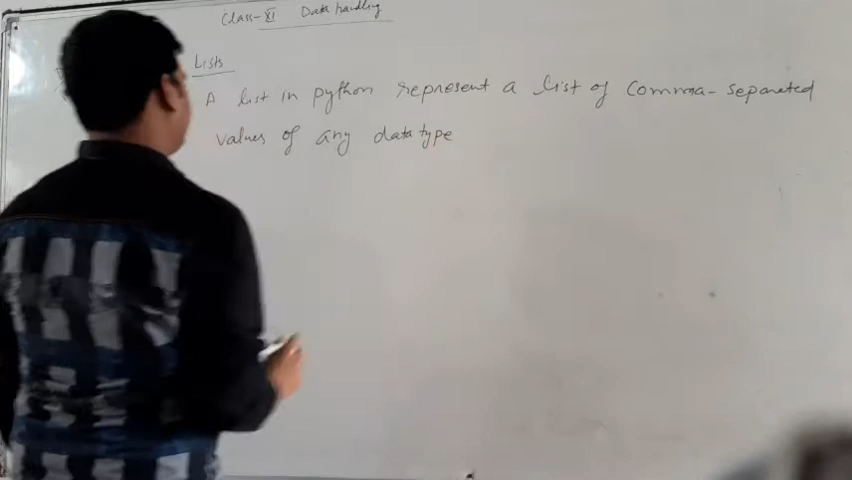 Class-XI Data handling
Lists
A list in python represent a list of Comma-separated
values of any datatype